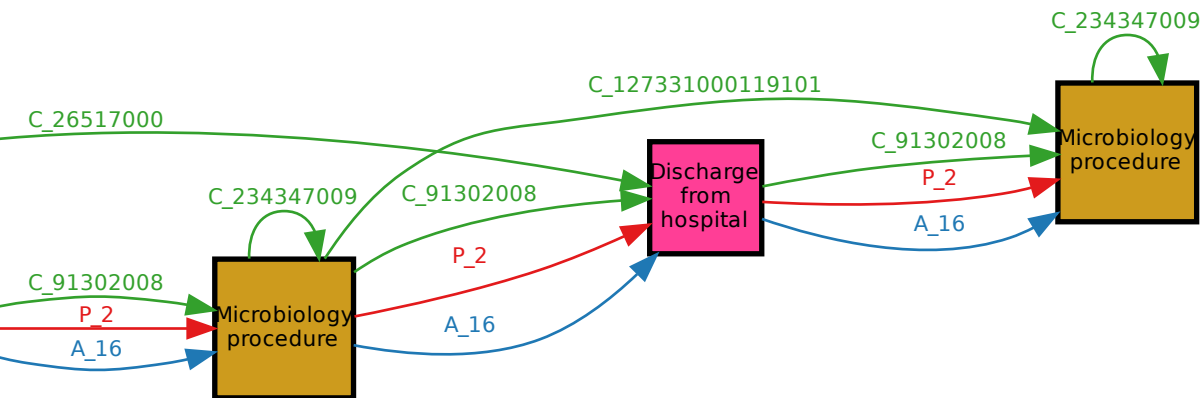 C_234347009
C_127331000119101
C_26517000
C_91302008
Microbiology
procedure
Discharge
from
hospital
P_2
A_16
C_234347009
C_91302008
P_2
A_16
C_91302008
P_2
A_16
Microbiology
procedure